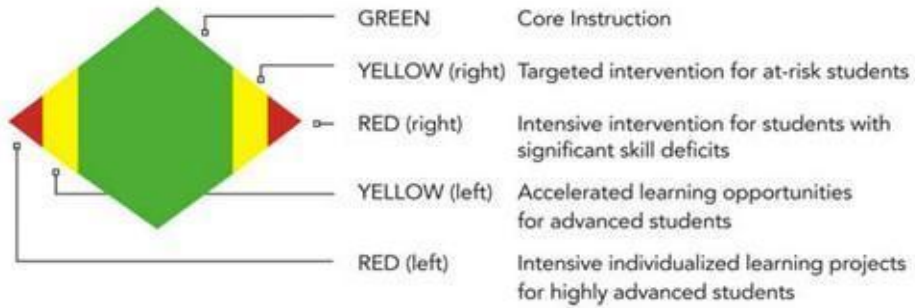 GREEN Core Instruction
YELLOW (right) Targeted intervention for at-risk students
RED (right) Intensive intervention for students with
significant skill deficits
YELLOW (left) Accelerated learning opportunities
for advanced students
RED (left) Intensive individualized learning projects
for highly advanced students